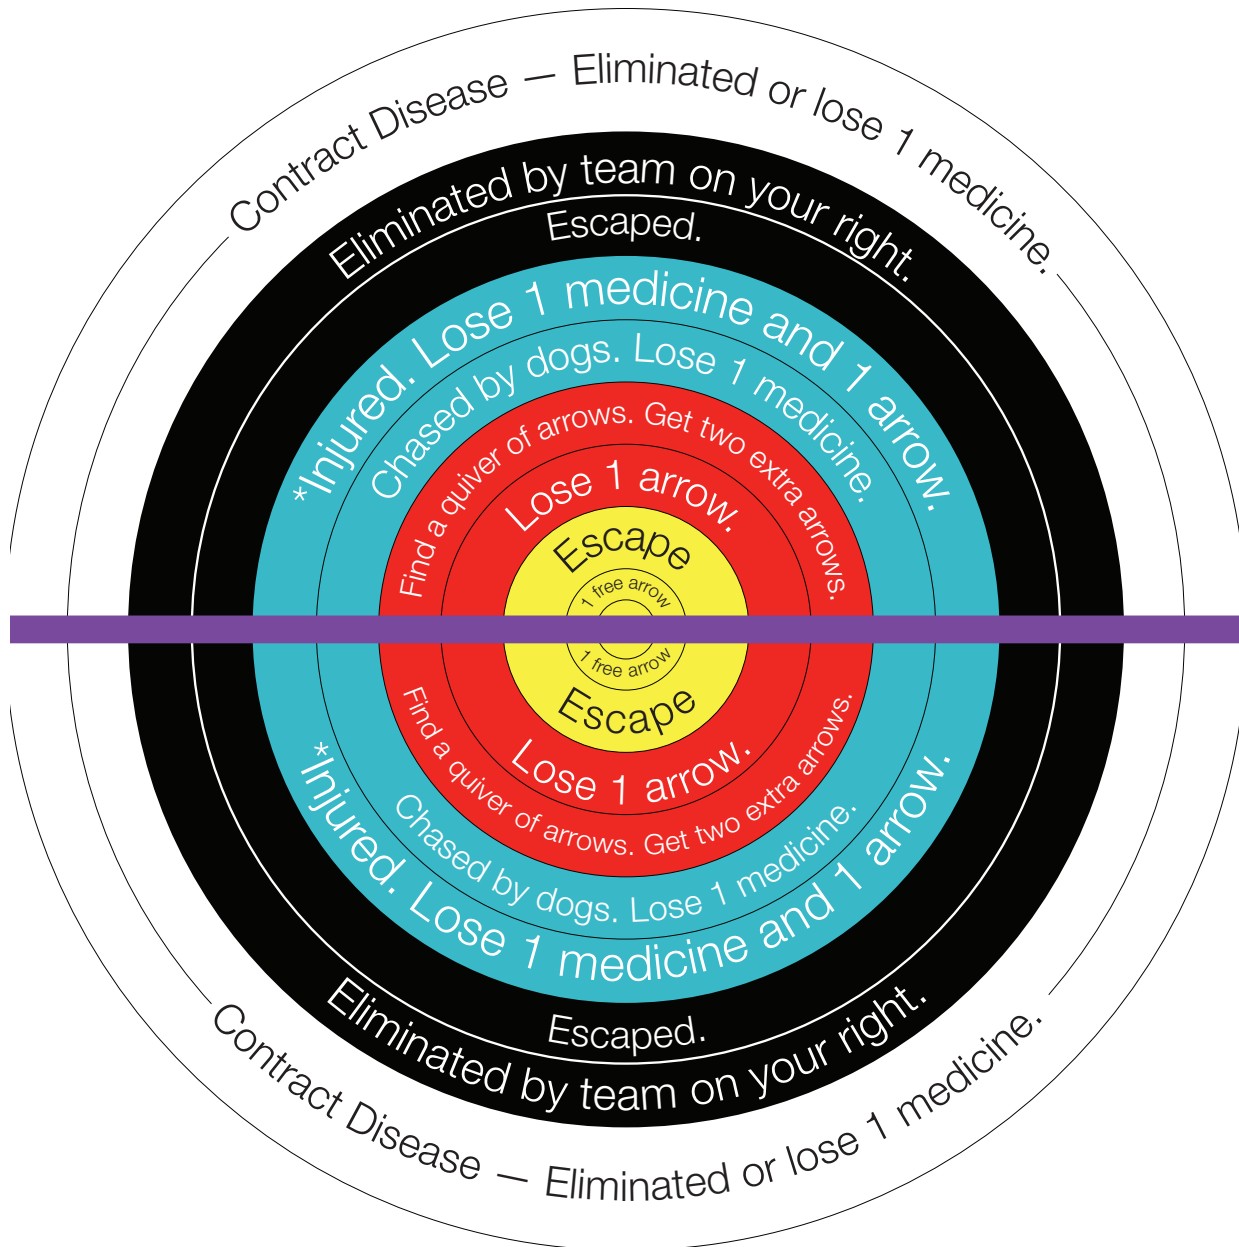 Contract Disease — Eliminated or lose 1 medicine.
Eliminated by team on your right.
Escaped.
*Injured. Lose 1 medicine and 1 arrow.
Chased by dogs. Lose 1 medicine.
Find a quiver of arrows. Get two extra arrows.
Lose 1 arrow.
Escape
1 free arrow
1 free arrow
Escape
Lose 1 arrow.
Find a quiver of arrows. Get two extra arrows.
Chased by dogs. Lose 1 medicine.
*Injured. Lose 1 medicine and 1 arrow.
Escaped.
Eliminated by team on your right.
Contract Disease — Eliminated or lose 1 medicine.